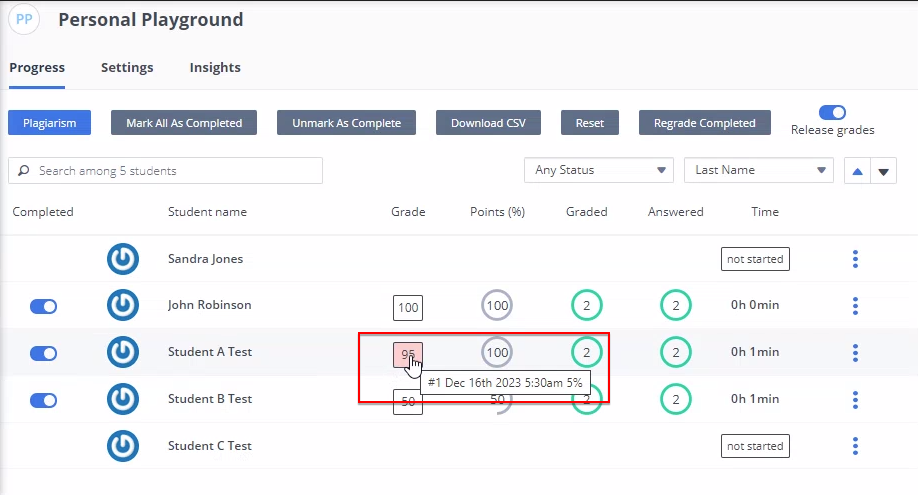 PP Personal Playground
Progress Settings Insights
Plagiarism Mark All As Completed Unmark As Complete Download CSV Reset Regrade Completed
Release grades
Search among 5 students Any Status Last Name
Completed Student name Grade Points (%) Graded Answered Time
Sandra Jones not started
John Robinson 100 100 2 2 0h 0min
Student A Test 95 100 2 2 0h 1min
#1 Dec 16th 2023 5:30am 5%
Student B Test 50 50 2 2 0h 1min
Student C Test not started